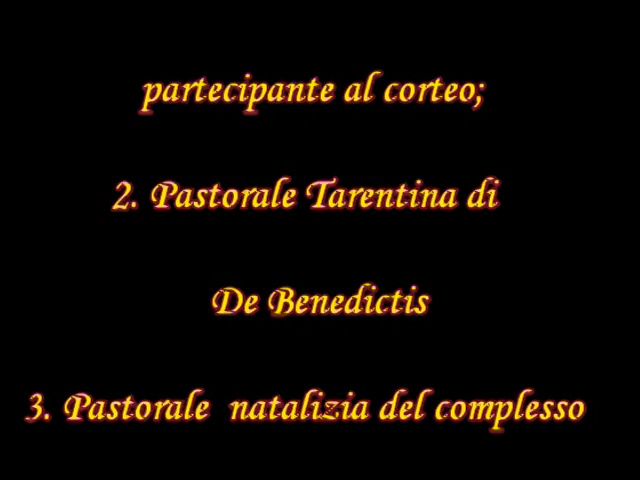 partecipante al corteo;
2. Pastorale Tarentina di
De Benedictis
3. Pastorale natalizia del complesso